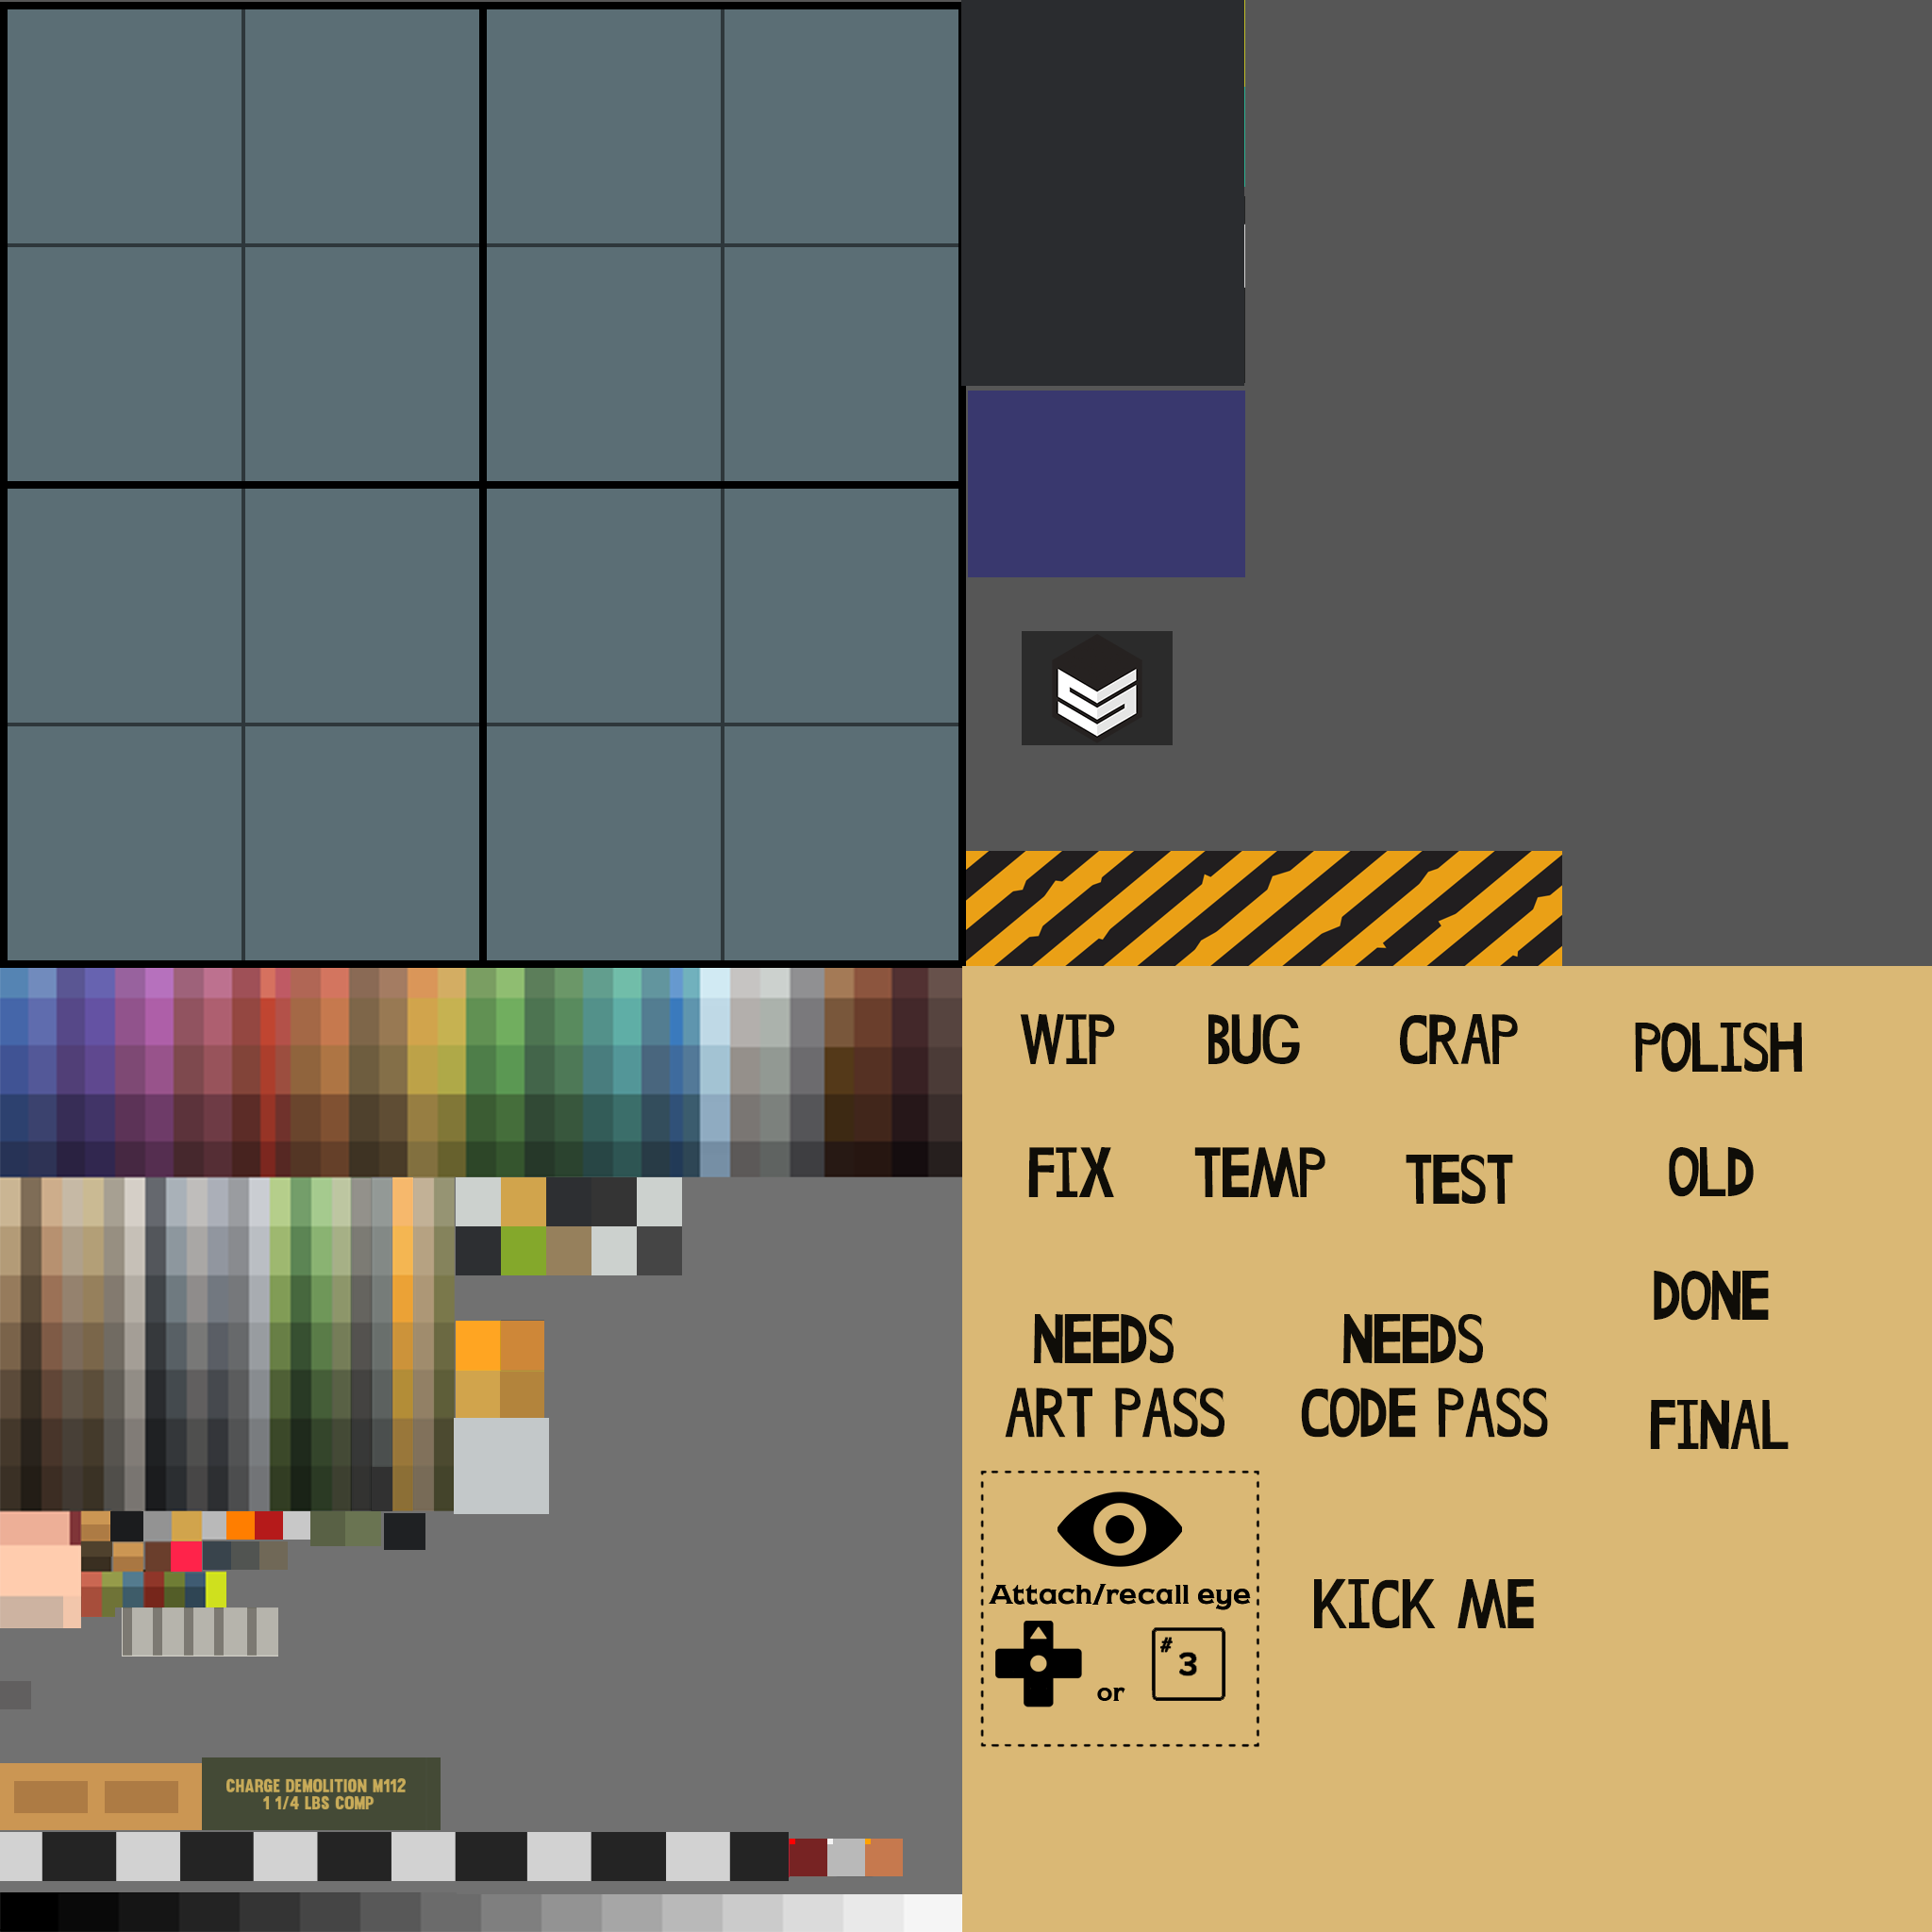 WIP BUG CRAP POLISH
FIX TEMP TEST OLD
DONE
NEEDS
ART PASS
NEEDS
CODE PASS
FINAL
Attach/recall eye
or
# 3
KICK ME
CHARGE DEMOLITION M112
1 1/4 LBS COMP